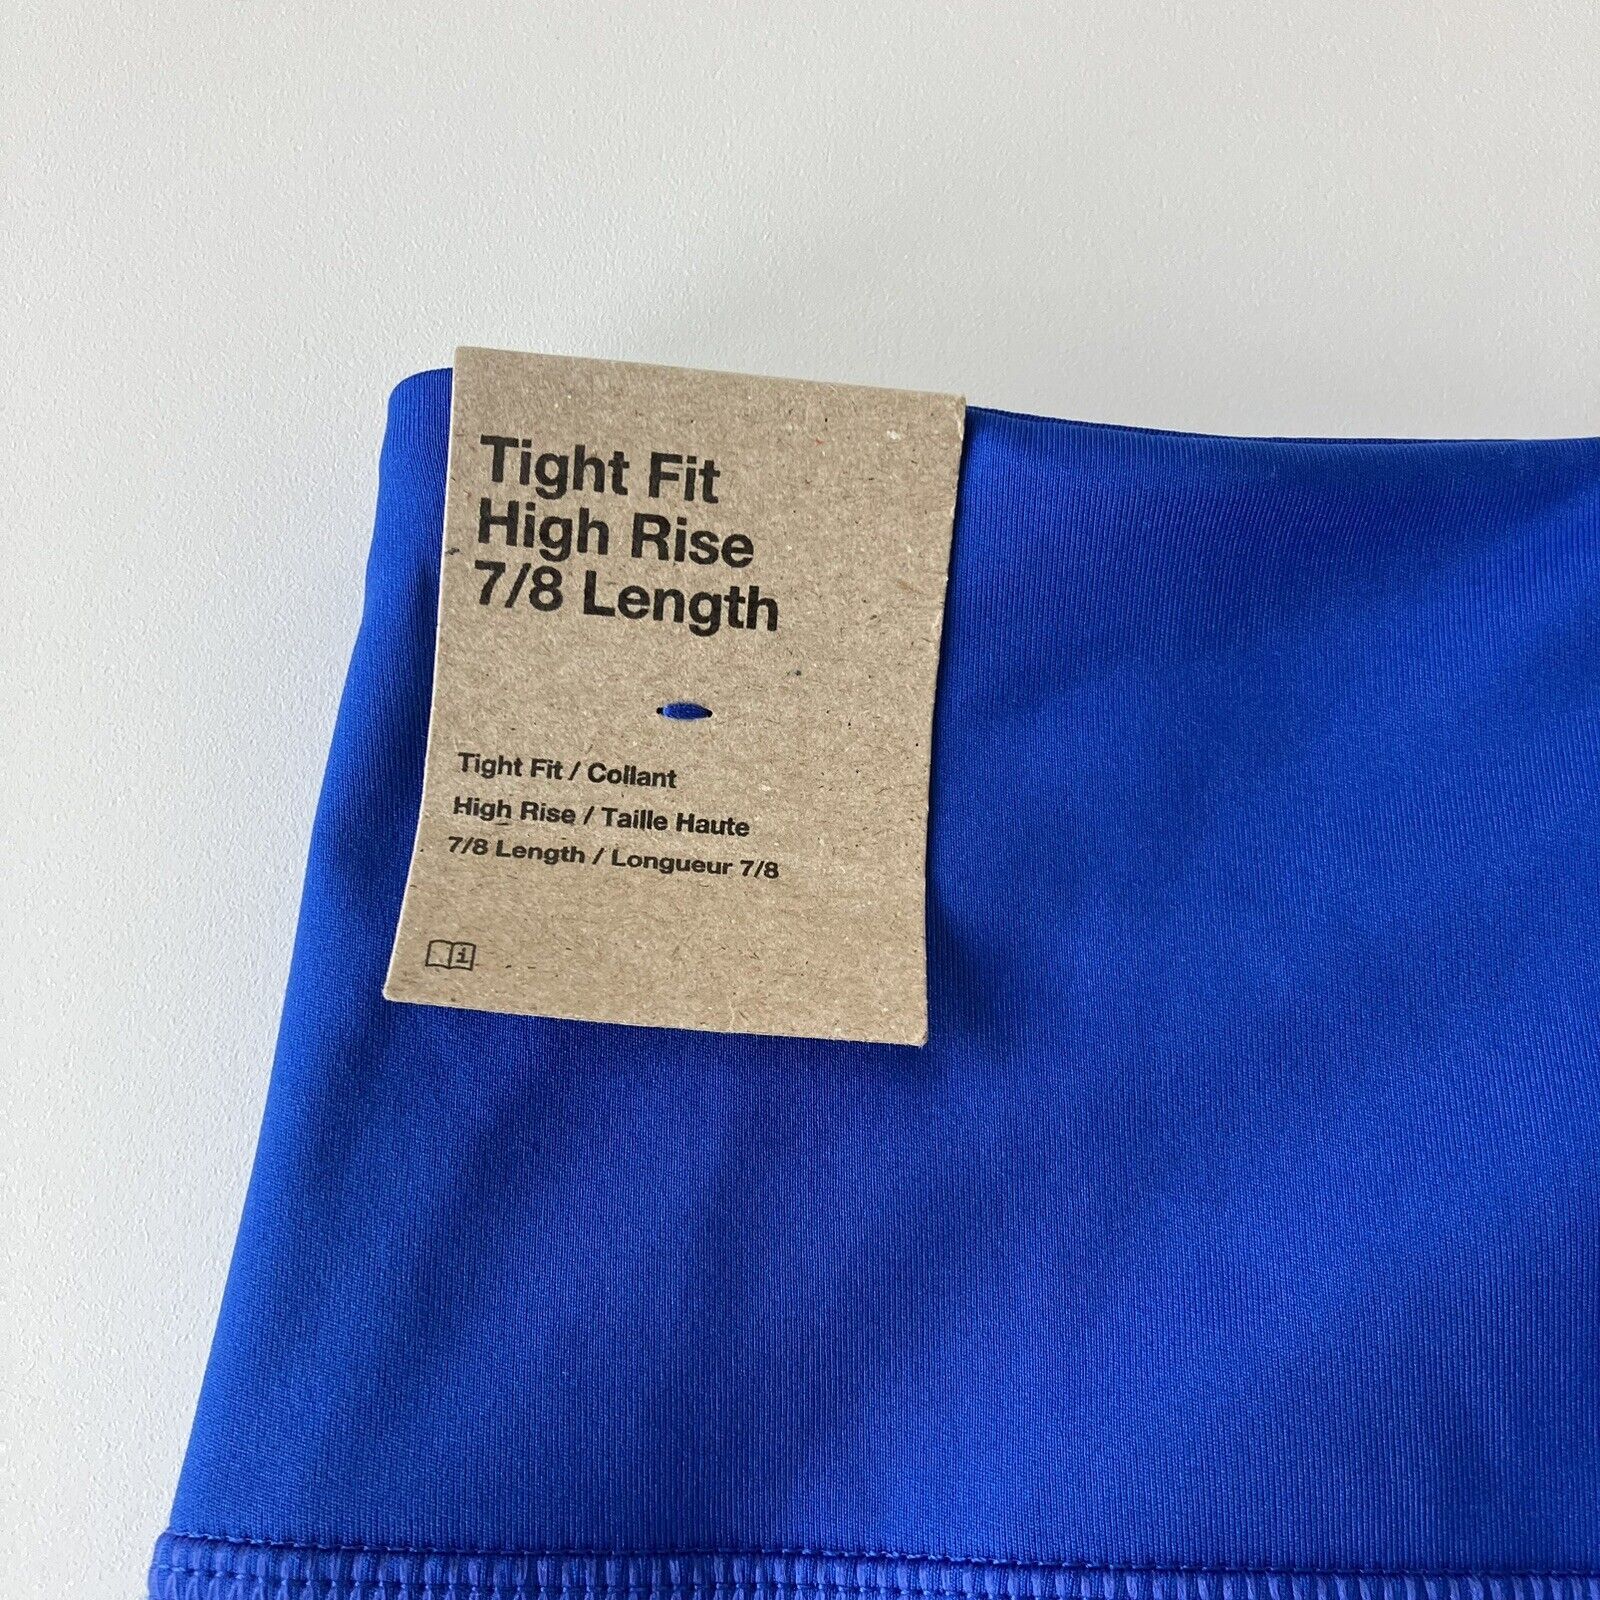 Tight Fit
High Rise
7/8 Length
Tight Fit / Collant
High Rise / Taille Haute
7/8 Length / Longueur 7/8
i